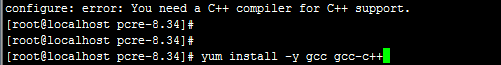 configure: error: You need a C++ compiler for C++ support.
[root@localhost pcre-8.34]#
[root@localhost pcre-8.34]#
[root@localhost pcre-8.34]# yum install -y gcc gcc-c++